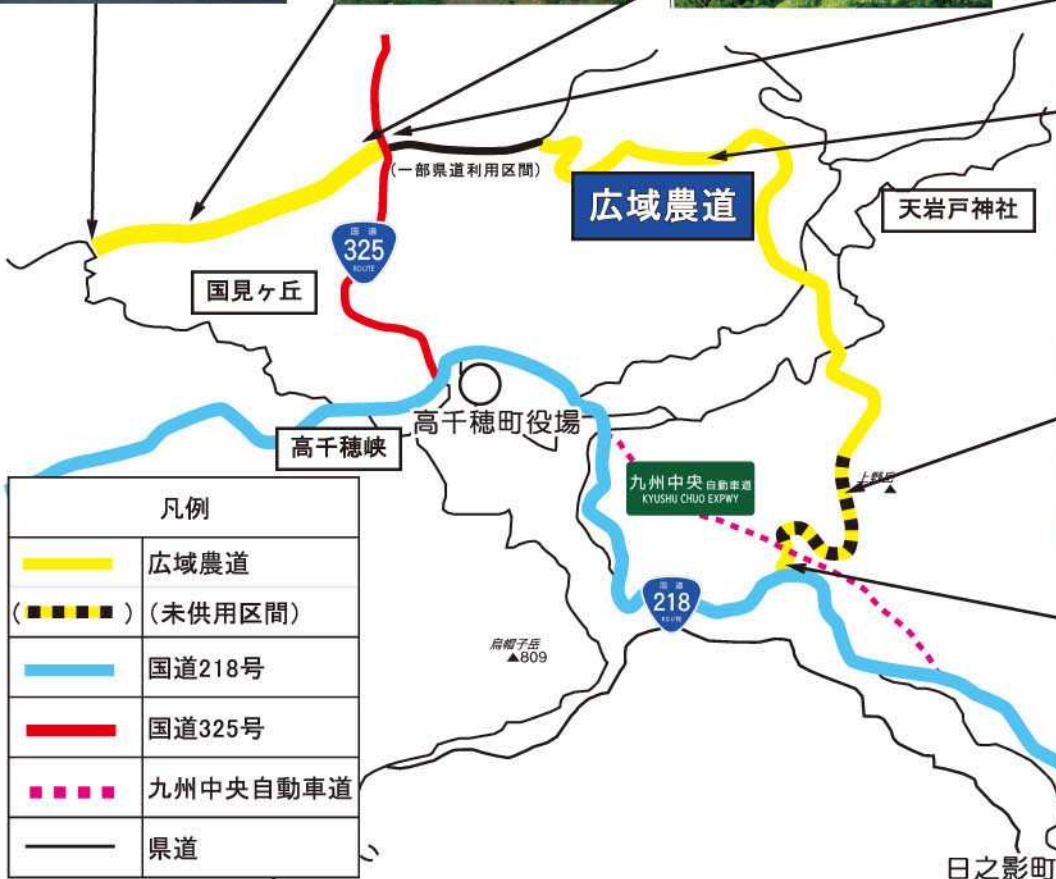 (一部県道利用区間)
広域農道
天岩戸神社
国道
325
ROUTE
国見ヶ丘
高千穂町役場
高千穂峡
九州中央自動車道
KYUSHU CHUO EXPWY
上野岳
▲
国道
218
ROUTE
烏帽子岳
▲809
凡例
広域農道
( ) (未供用区間)
国道218号
国道325号
九州中央自動車道
県道
日之影町